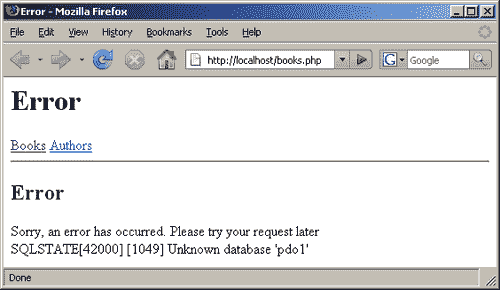 Error - Mozilla Firefox
File Edit View History Bookmarks Tools Help
http://localhost/books.php G Google
Error
Books Authors
Error
Sorry, an error has occurred. Please try your request later
SQLSTATE[42000] [1049] Unknown database 'pdo1'
Done